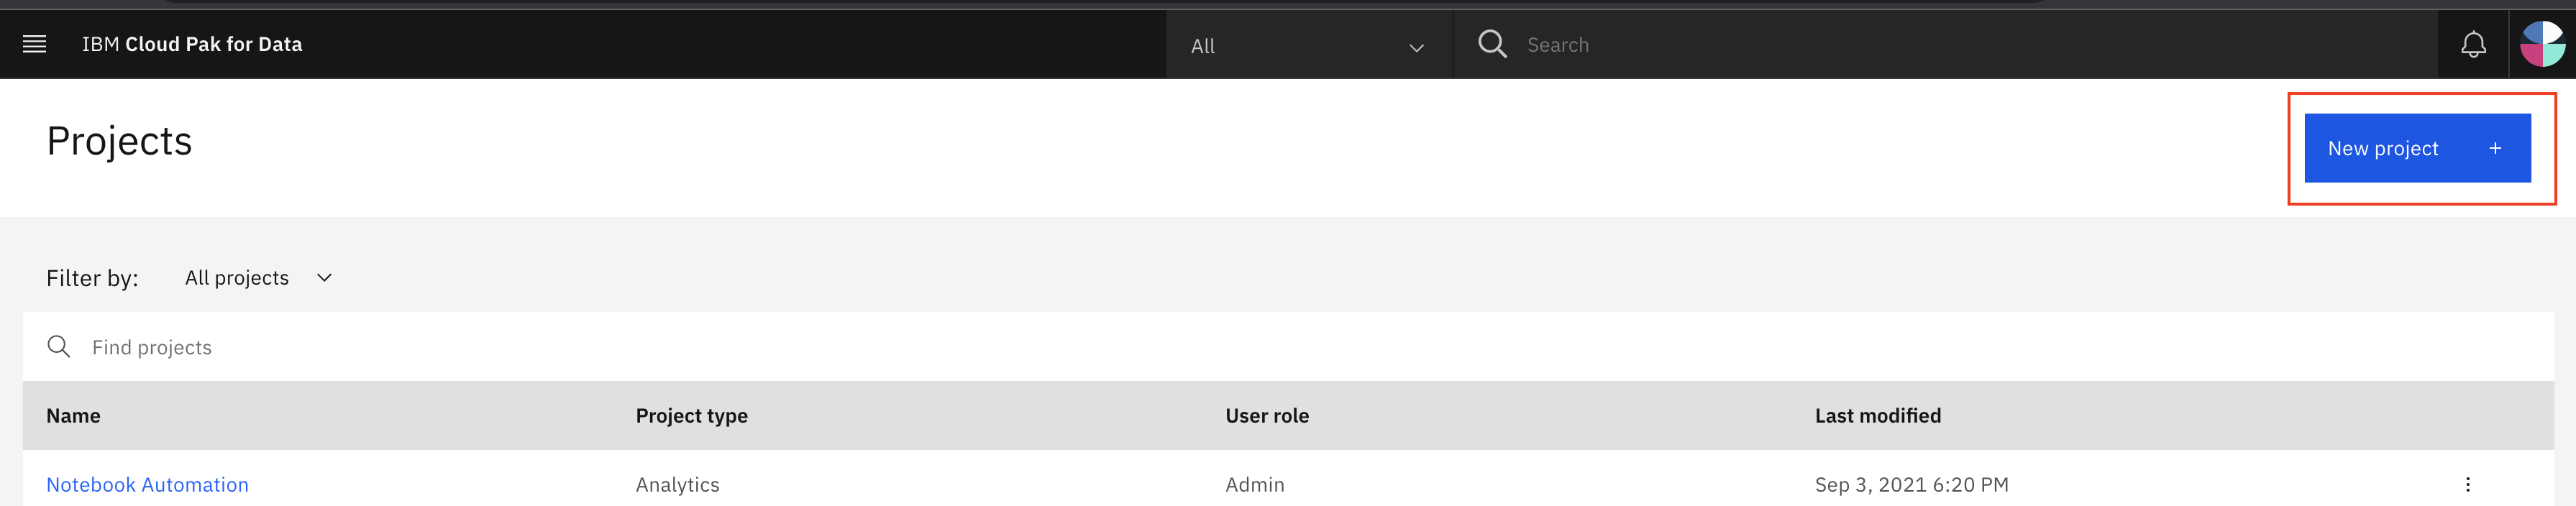 IBM Cloud Pak for Data
All
Search
Projects
New project +
Filter by: All projects
Find projects
Name Project type User role Last modified
Notebook Automation Analytics Admin Sep 3, 2021 6:20 PM